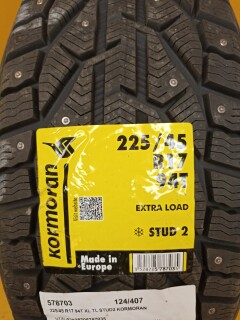 kormoran
225/45
R17
94T
EXTRA LOAD
STUD 2
Made in
Europe
578703
124/407
225/45 R17 94T XL TL STUD2 KORMORAN